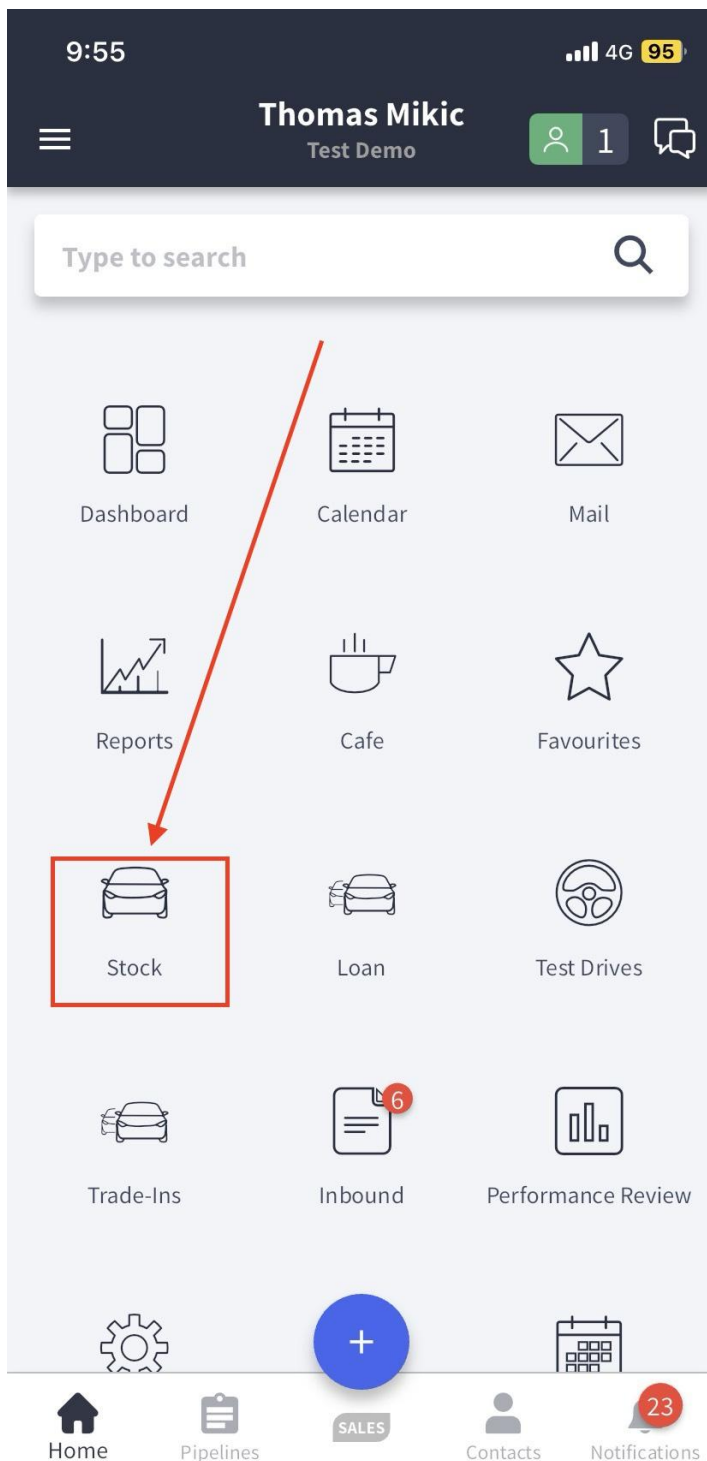 9:55
4G 95
Thomas Mikic
Test Demo
1
Type to search
Dashboard
Calendar
Mail
Reports
Cafe
Favourites
Stock
Loan
Test Drives
6
Trade-Ins
Inbound
Performance Review
+
23
SALES
Home
Pipelines
Contacts
Notifications